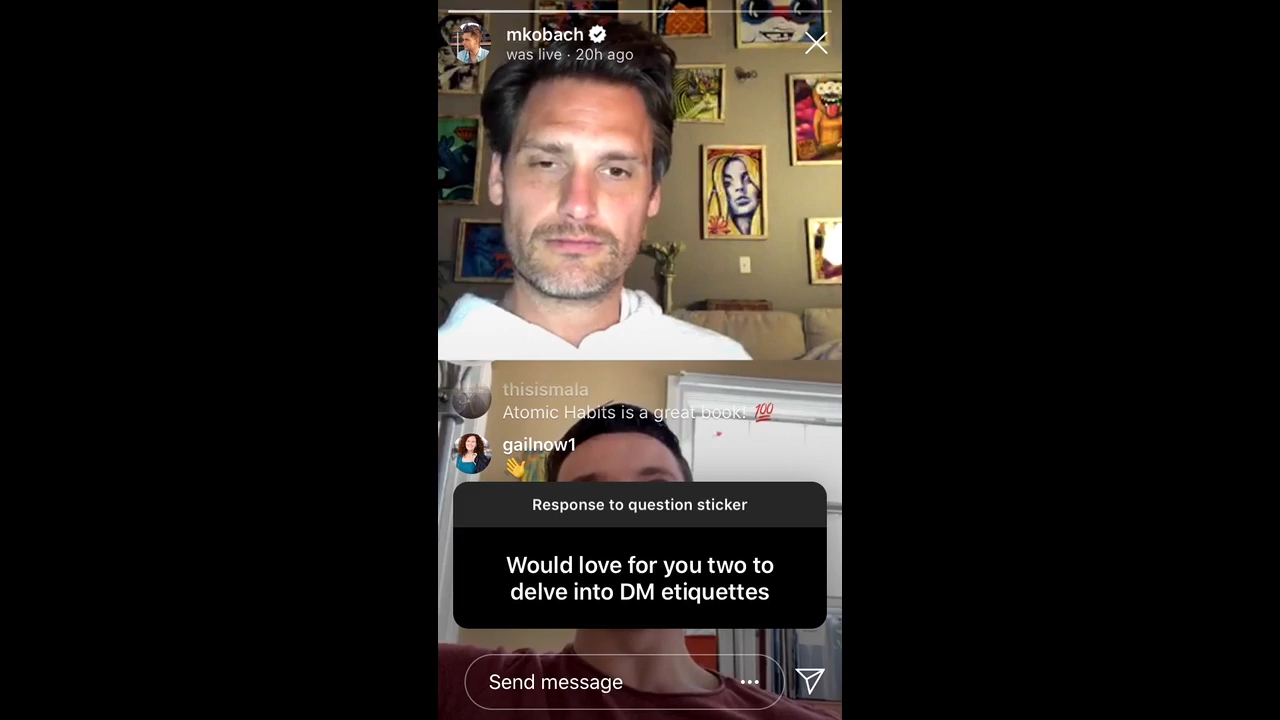 mkobach
was live · 20h ago
thisismala
Atomic Habits is a great book! 💯
gailnow1
👋
Response to question sticker
Would love for you two to
delve into DM etiquettes
Send message